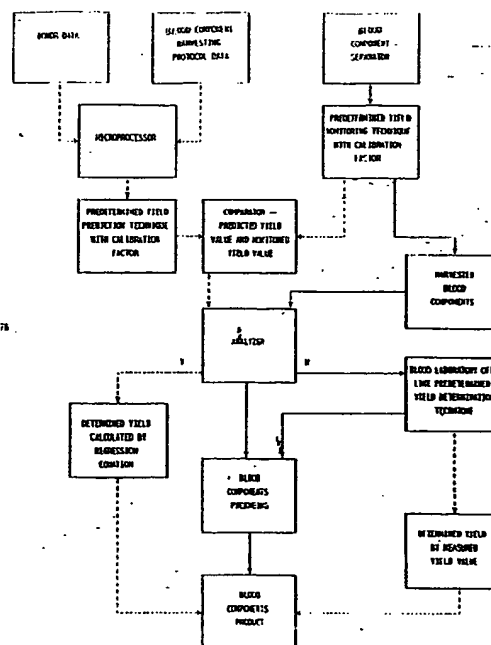 DONOR DATA
BLOOD COMPONENT
HARVESTING
PROTOCOL DATA
BLOOD
COMPONENT
SEPARATOR
MICROPROCESSOR
PREDETERMINED YIELD
MONITORING TECHNIQUE
WITH CALIBRATION
FACTOR
PREDETERMINED YIELD
PREDICTION TECHNIQUE
WITH CALIBRATION
FACTOR
COMPARISON —
PREDICTED YIELD
VALUE AND MONITORED
YIELD VALUE
HARVESTED
BLOOD
COMPONENTS
ANALYZER
BLOOD LABORATORY OFF
LINE PREDETERMINED
YIELD DETERMINATION
TECHNIQUE
DETERMINED YIELD
CALCULATED BY
REGRESSION
EQUATION
BLOOD
COMPONENTS
DETERMINED YIELD
BY MEASURED
YIELD VALUE
BLOOD
COMPONENTS
PRODUCT